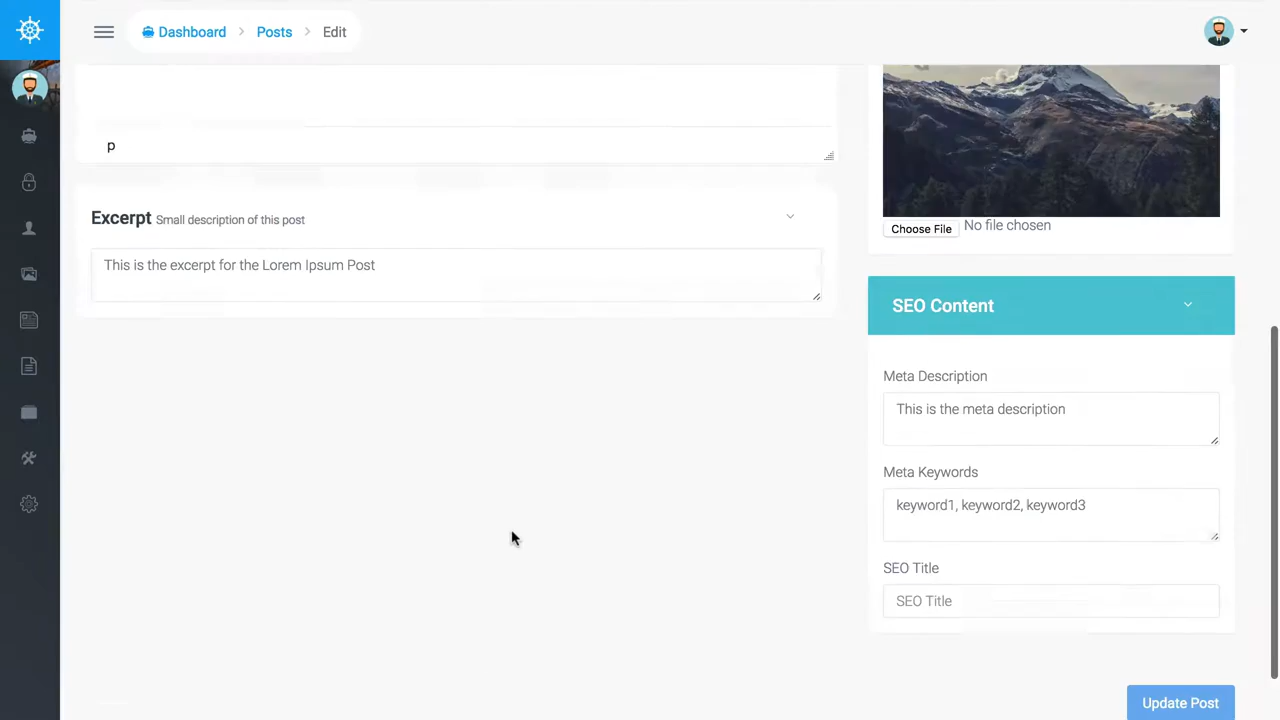 Dashboard > Posts > Edit
p
Excerpt Small description of this post
This is the excerpt for the Lorem Ipsum Post
Choose File No file chosen
SEO Content
Meta Description
This is the meta description
Meta Keywords
keyword1, keyword2, keyword3
SEO Title
SEO Title
Update Post